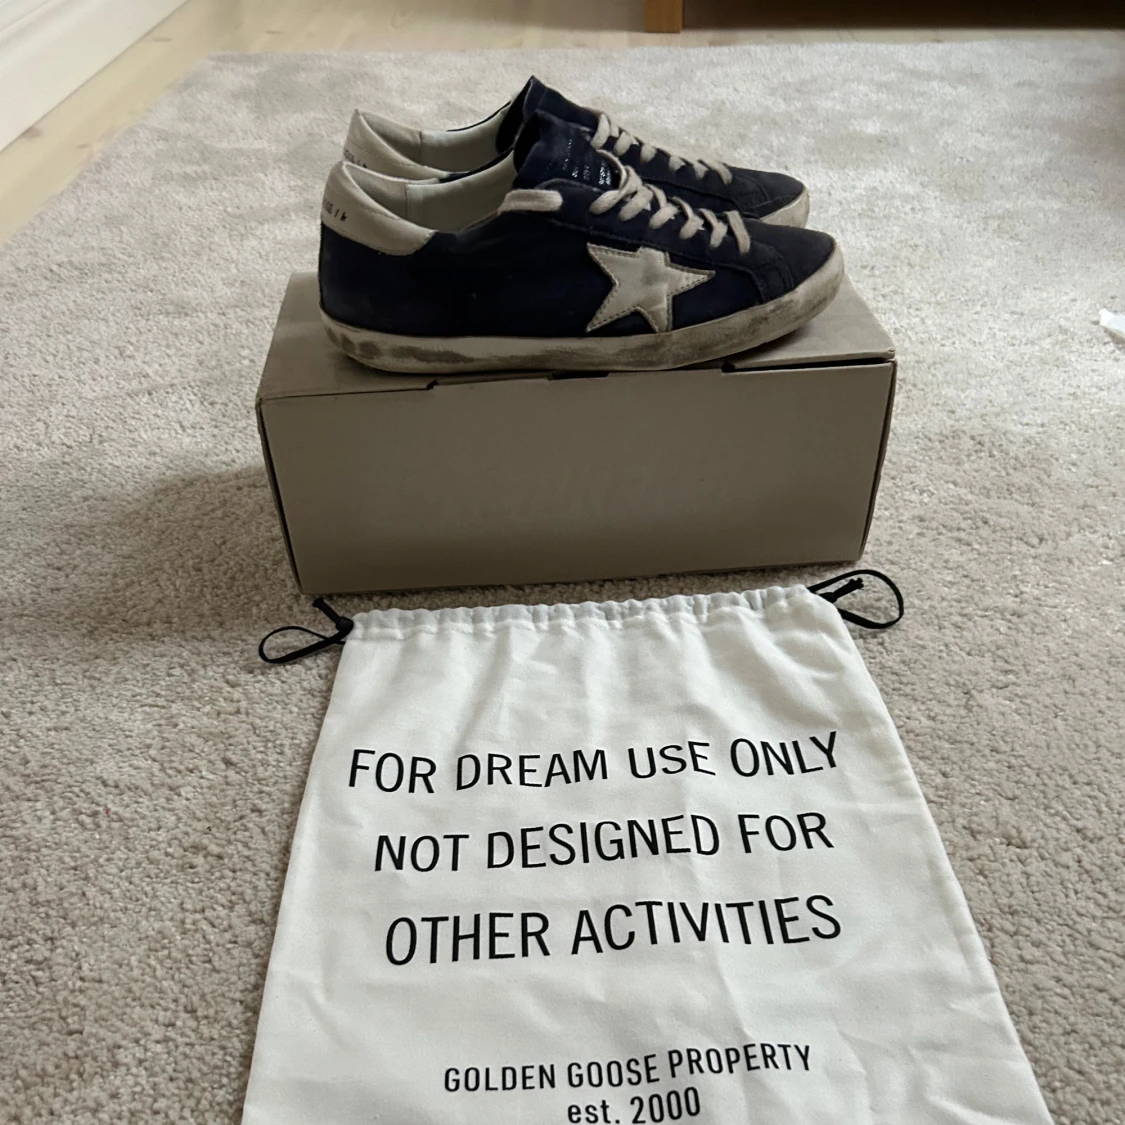 FOR DREAM USE ONLY
NOT DESIGNED FOR
OTHER ACTIVITIES
GOLDEN GOOSE PROPERTY
est. 2000